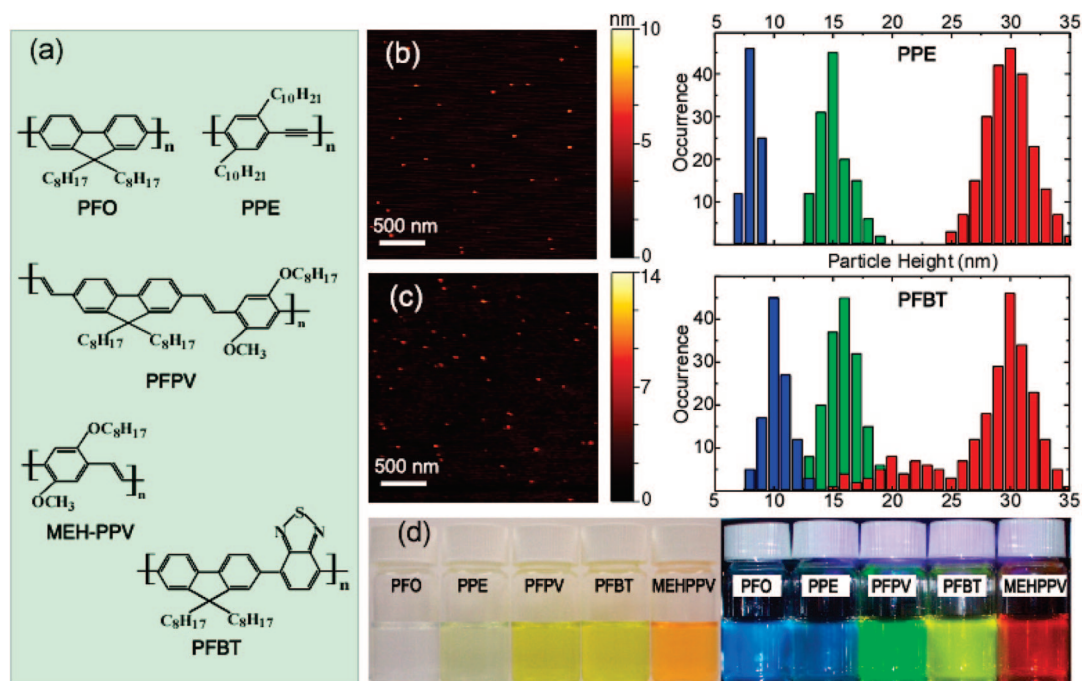 (a)
[ ]n
C8H17 C8H17
PFO
C10H21
[ ]n
C10H21
PPE
OC8H17
[ ]n
C8H17 C8H17
OCH3
PFPV
OC8H17
[ ]n
OCH3
MEH-PPV
S
N N
[ ]n
C8H17 C8H17
PFBT
(b)
500 nm
nm
10
5
0
(c)
500 nm
14
7
0
5 10 15 20 25 30 35
PPE
Occurrence
40
30
20
10
Particle Height (nm)
PFBT
Occurrence
40
30
20
10
0
5 10 15 20 25 30 35
(d)
PFO PPE PFPV PFBT MEHPPV
PFO PPE PFPV PFBT MEHPPV